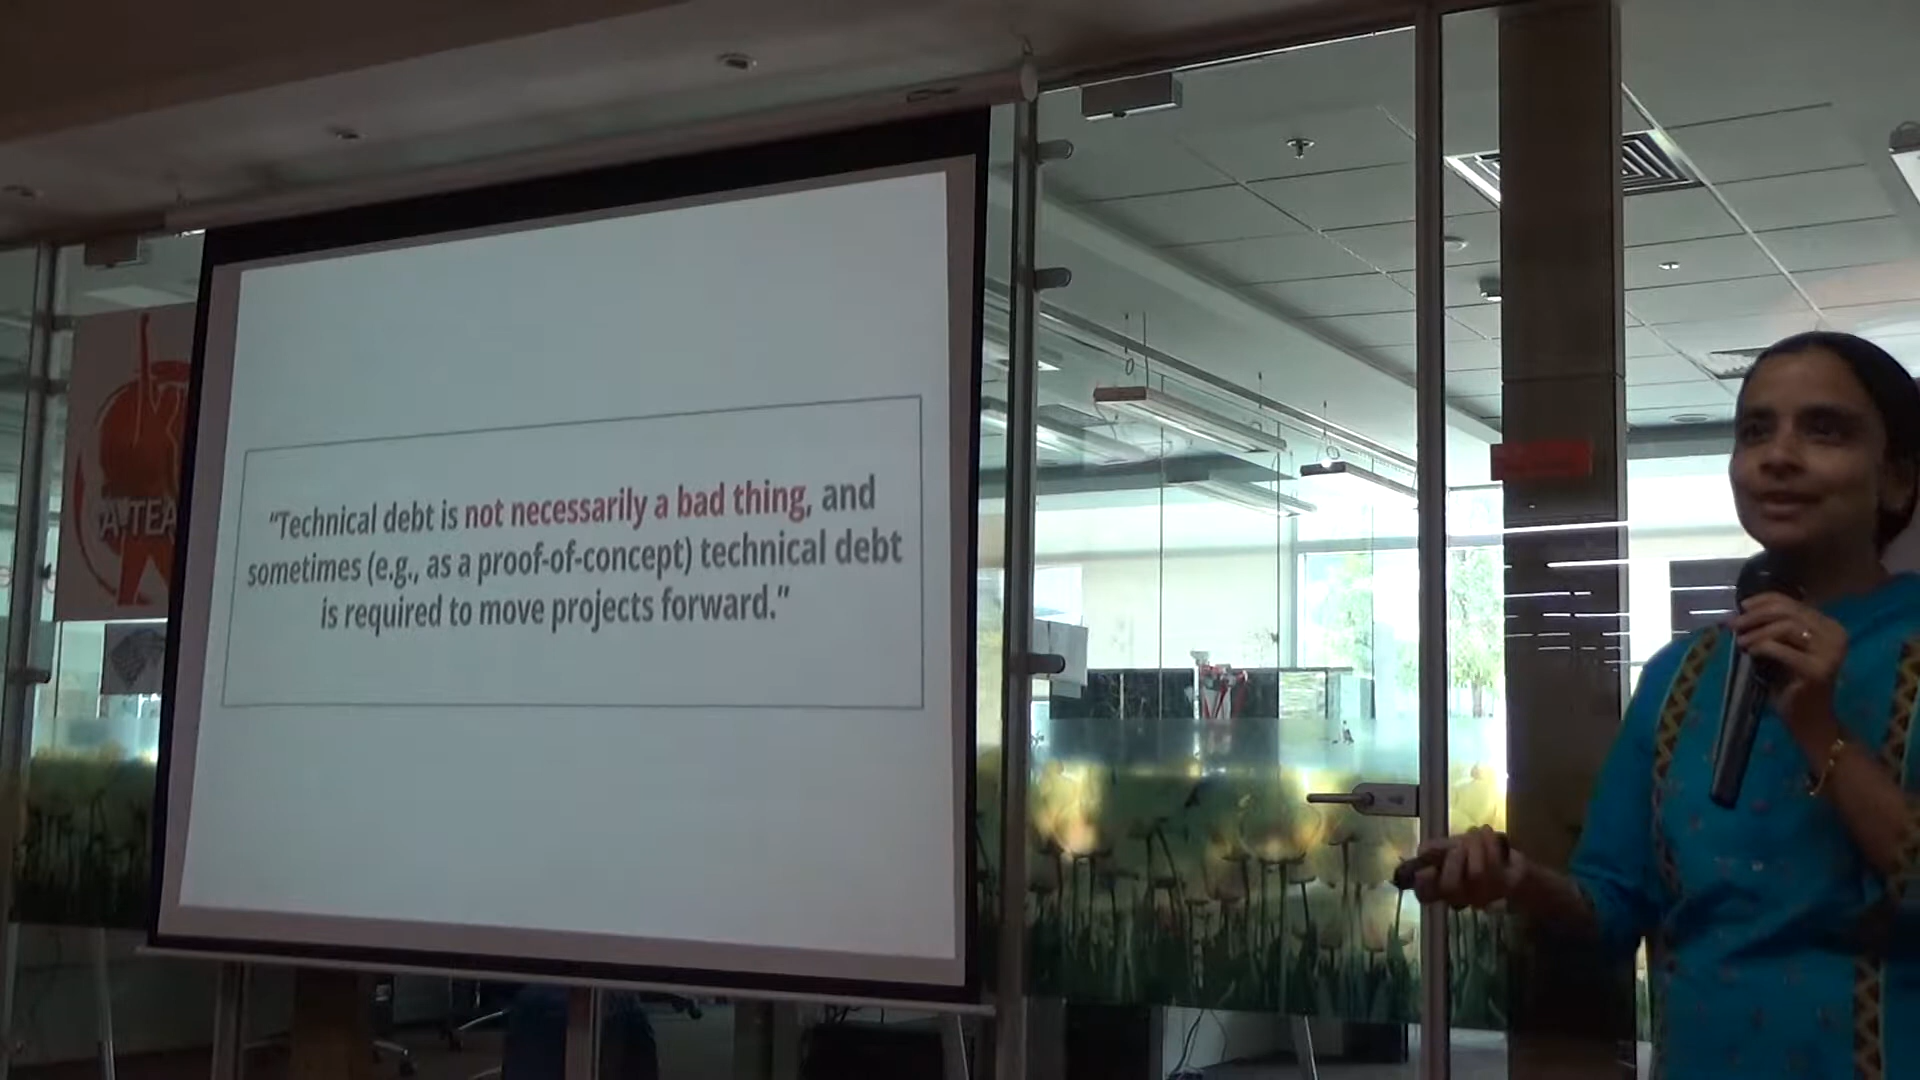 “Technical debt is not necessarily a bad thing, and
sometimes (e.g., as a proof-of-concept) technical debt
is required to move projects forward.”